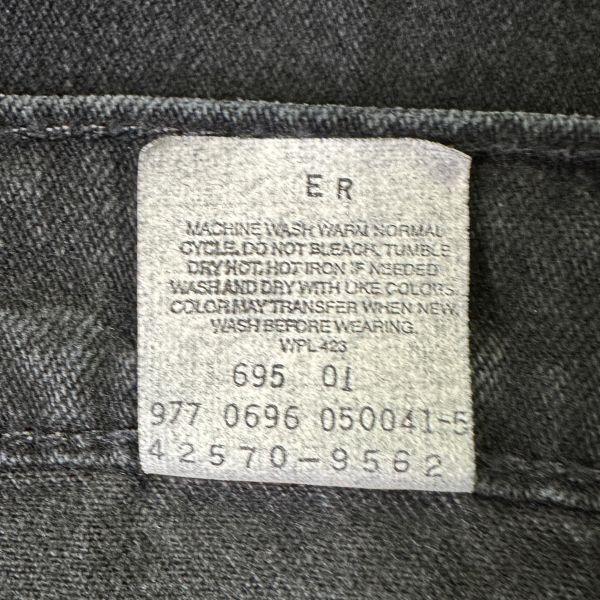 E R
MACHINE WASH WARM NORMAL
CYCLE. DO NOT BLEACH. TUMBLE
DRY HOT. HOT IRON IF NEEDED
WASH AND DRY WITH LIKE COLORS.
COLOR MAY TRANSFER WHEN NEW.
WASH BEFORE WEARING.
WPL-423
695 01
977 0696 050041-5
42570-9562